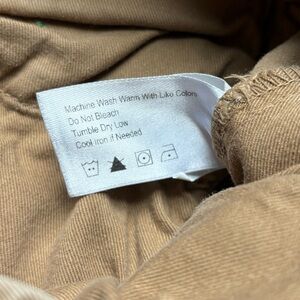 Machine Wash Warm With Like Colors
Do Not Bleach
Tumble Dry Low
Cool iron if Needed